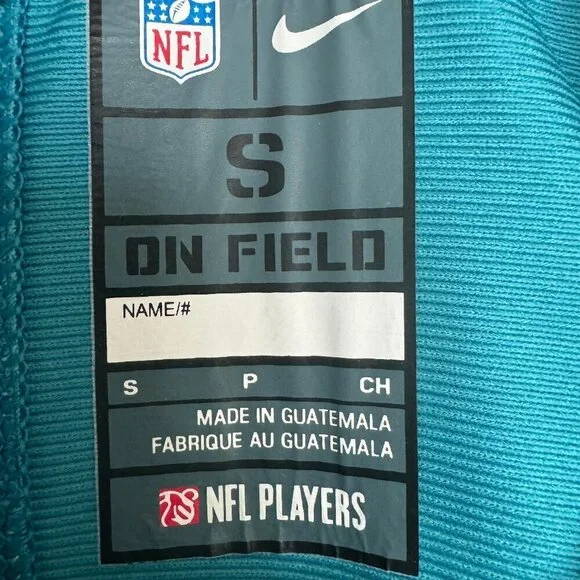 NFL
S
ON FIELD
NAME/#
S P CH
MADE IN GUATEMALA
FABRIQUE AU GUATEMALA
NFL PLAYERS